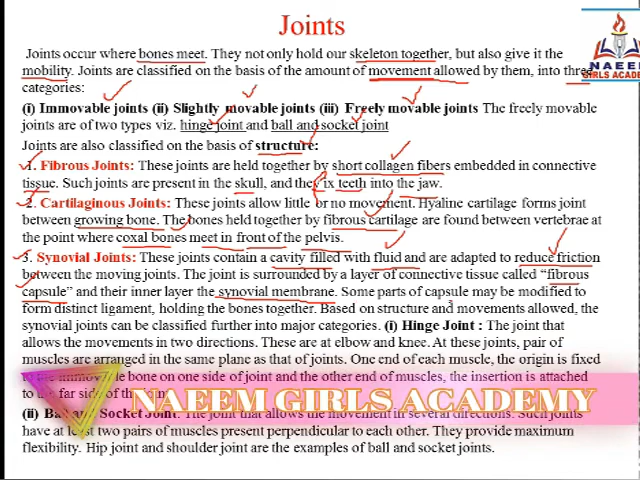 Joints
NAEEM
GIRLS ACADEMY
Joints occur where bones meet. They not only hold our skeleton together, but also give it the
mobility. Joints are classified on the basis of the amount of movement allowed by them, into three
categories:
(i) Immovable joints (ii) Slightly movable joints (iii) Freely movable joints The freely movable
joints are of two types viz. hinge joint and ball and socket joint
Joints are also classified on the basis of structure:
1. Fibrous Joints: These joints are held together by short collagen fibers embedded in connective
tissue. Such joints are present in the skull, and they ix teeth into the jaw.
2. Cartilaginous Joints: These joints allow little or no movement. Hyaline cartilage forms joint
between growing bone. The bones held together by fibrous cartilage are found between vertebrae at
the point where coxal bones meet in front of the pelvis.
3. Synovial Joints: These joints contain a cavity filled with fluid and are adapted to reduce friction
between the moving joints. The joint is surrounded by a layer of connective tissue called "fibrous
capsule" and their inner layer the synovial membrane. Some parts of capsule may be modified to
form distinct ligament, holding the bones together. Based on structure and movements allowed, the
synovial joints can be classified further into major categories. (i) Hinge Joint : The joint that
allows the movements in two directions. These are at elbow and knee. At these joints, pair of
muscles are arranged in the same plane as that of joints. One end of each muscle, the origin is fixed
to the immovable bone on one side of joint and the other end of muscles, the insertion is attached
to the far side of the joint
NAEEM GIRLS ACADEMY
(ii) Ball and Socket Joint. The joint that allows the movement in several directions. Such joints
have at least two pairs of muscles present perpendicular to each other. They provide maximum
flexibility. Hip joint and shoulder joint are the examples of ball and socket joints.